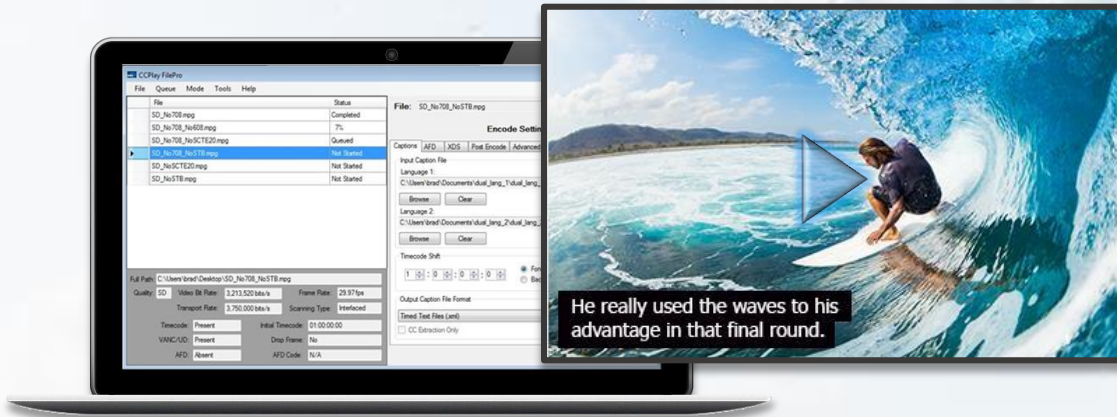 CCPlay FilePro
File Queue Mode Tools Help
File Status
SD_No708.mpg Completed
SD_No708_No608.mpg 7%
SD_No708_NoSCTE20.mpg Queued
SD_No708_NoSTB.mpg Not Started
SD_NoSCTE20.mpg Not Started
SD_NoSTB.mpg Not Started
Full Path C:\Users\brad\Desktop\SD_No708_NoSTB.mpg
Quality: SD Video Bit Rate: 3,213,520 bits/s Frame Rate: 29.97 fps
Transport Rate: 3,750,000 bits/s Scanning Type: Interlaced
Timecode: Present Initial Timecode: 01:00:00:00
VANC/UD: Present Drop Frame: No
AFD: Absent AFD Code: N/A
File: SD_No708_NoSTB.mpg
Encode Settin
Captions AFD XDS Post Encode Advanced
Input Caption File
Language 1:
C:\Users\brad\Documents\dual_lang_1\dual_lang_
Browse Clear
Language 2:
C:\Users\brad\Documents\dual_lang_2\dual_lang_
Browse Clear
Timecode Shift
1 : 0 : 0 : 0
Output Caption File Format
Timed Text Files (.xml)
CC Extraction Only
He really used the waves to his
advantage in that final round.